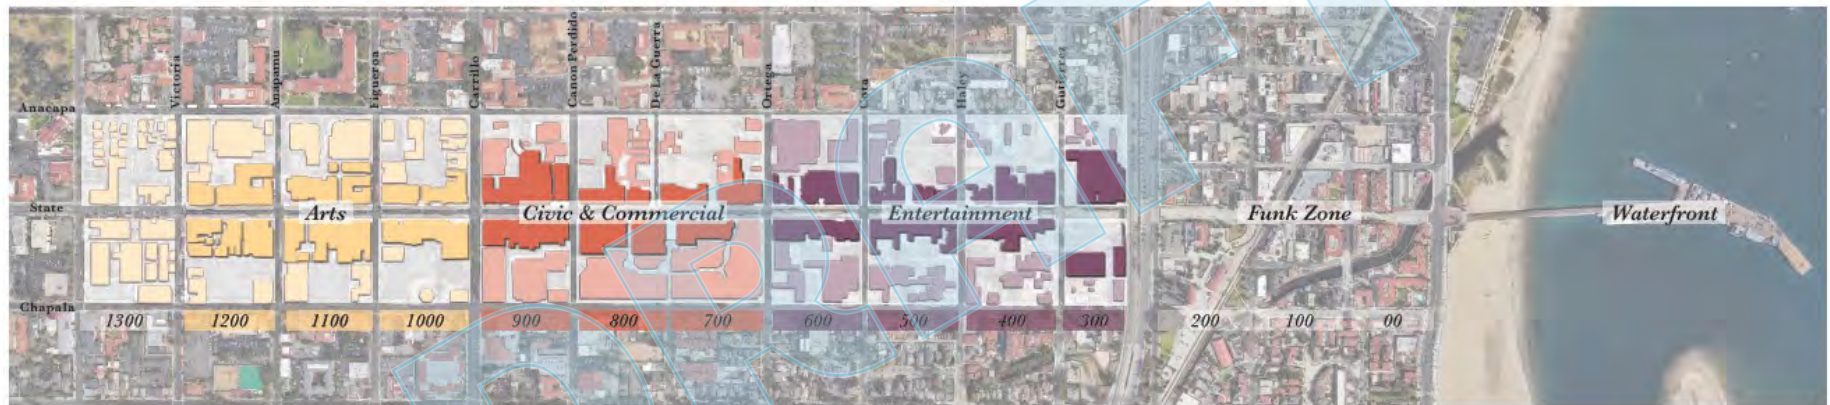 Victoria
Anapamu
Figueroa
Carrillo
Canon Perdido
De La Guerra
Ortega
Cota
Haley
Gutierrez
Anacapa
State
Arts
Civic & Commercial
Entertainment
Funk Zone
Waterfront
Chapala
1300
1200
1100
1000
900
800
700
600
500
400
300
200
100
00
DRAFT